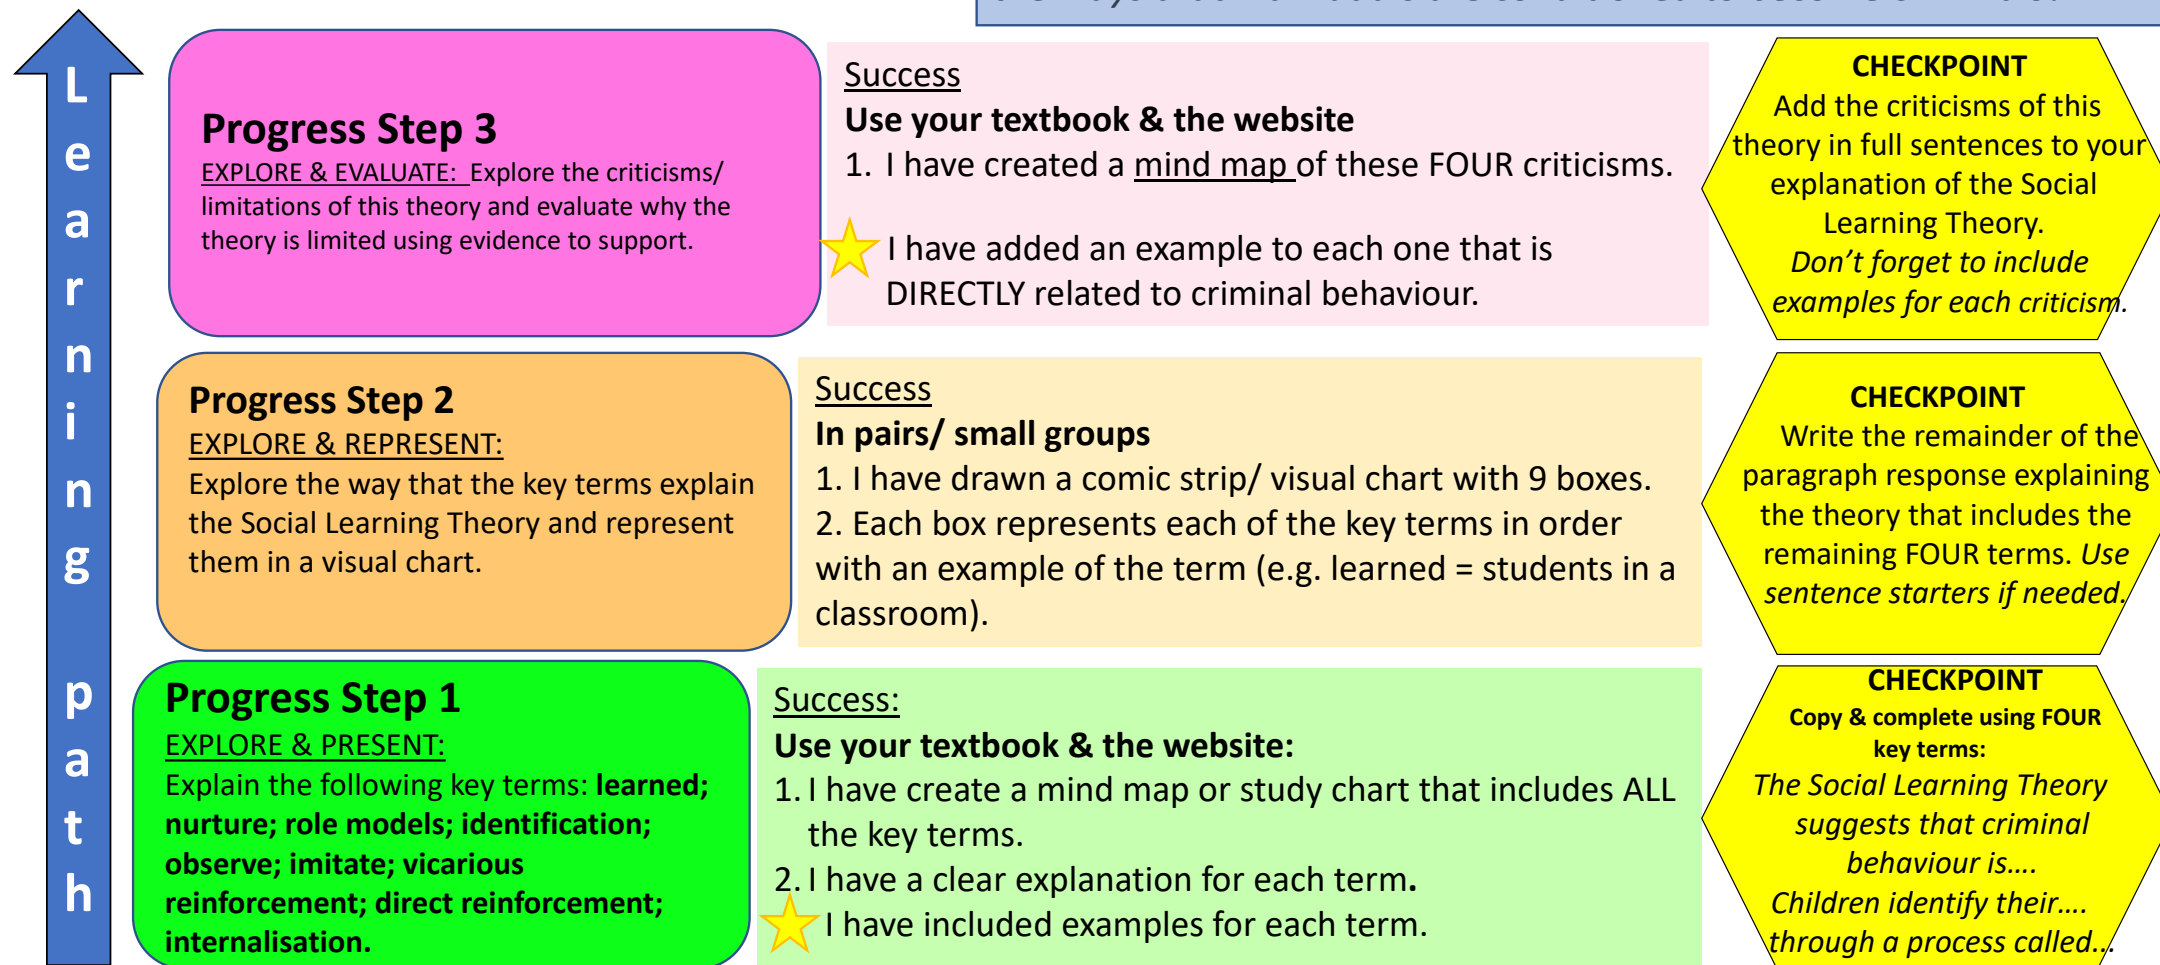 Learning path
Progress Step 3
EXPLORE & EVALUATE: Explore the criticisms/
limitations of this theory and evaluate why the
theory is limited using evidence to support.
Success
Use your textbook & the website
1. I have created a mind map of these FOUR criticisms.
I have added an example to each one that is
DIRECTLY related to criminal behaviour.
CHECKPOINT
Add the criticisms of this
theory in full sentences to your
explanation of the Social
Learning Theory.
Don't forget to include
examples for each criticism.
Progress Step 2
EXPLORE & REPRESENT:
Explore the way that the key terms explain
the Social Learning Theory and represent
them in a visual chart.
Success
In pairs/ small groups
1. I have drawn a comic strip/ visual chart with 9 boxes.
2. Each box represents each of the key terms in order
with an example of the term (e.g. learned = students in a
classroom).
CHECKPOINT
Write the remainder of the
paragraph response explaining
the theory that includes the
remaining FOUR terms. Use
sentence starters if needed.
Progress Step 1
EXPLORE & PRESENT:
Explain the following key terms: learned;
nurture; role models; identification;
observe; imitate; vicarious
reinforcement; direct reinforcement;
internalisation.
Success:
Use your textbook & the website:
1. I have create a mind map or study chart that includes ALL
the key terms.
2. I have a clear explanation for each term.
I have included examples for each term.
CHECKPOINT
Copy & complete using FOUR
key terms:
The Social Learning Theory
suggests that criminal
behaviour is....
Children identify their....
through a process called...